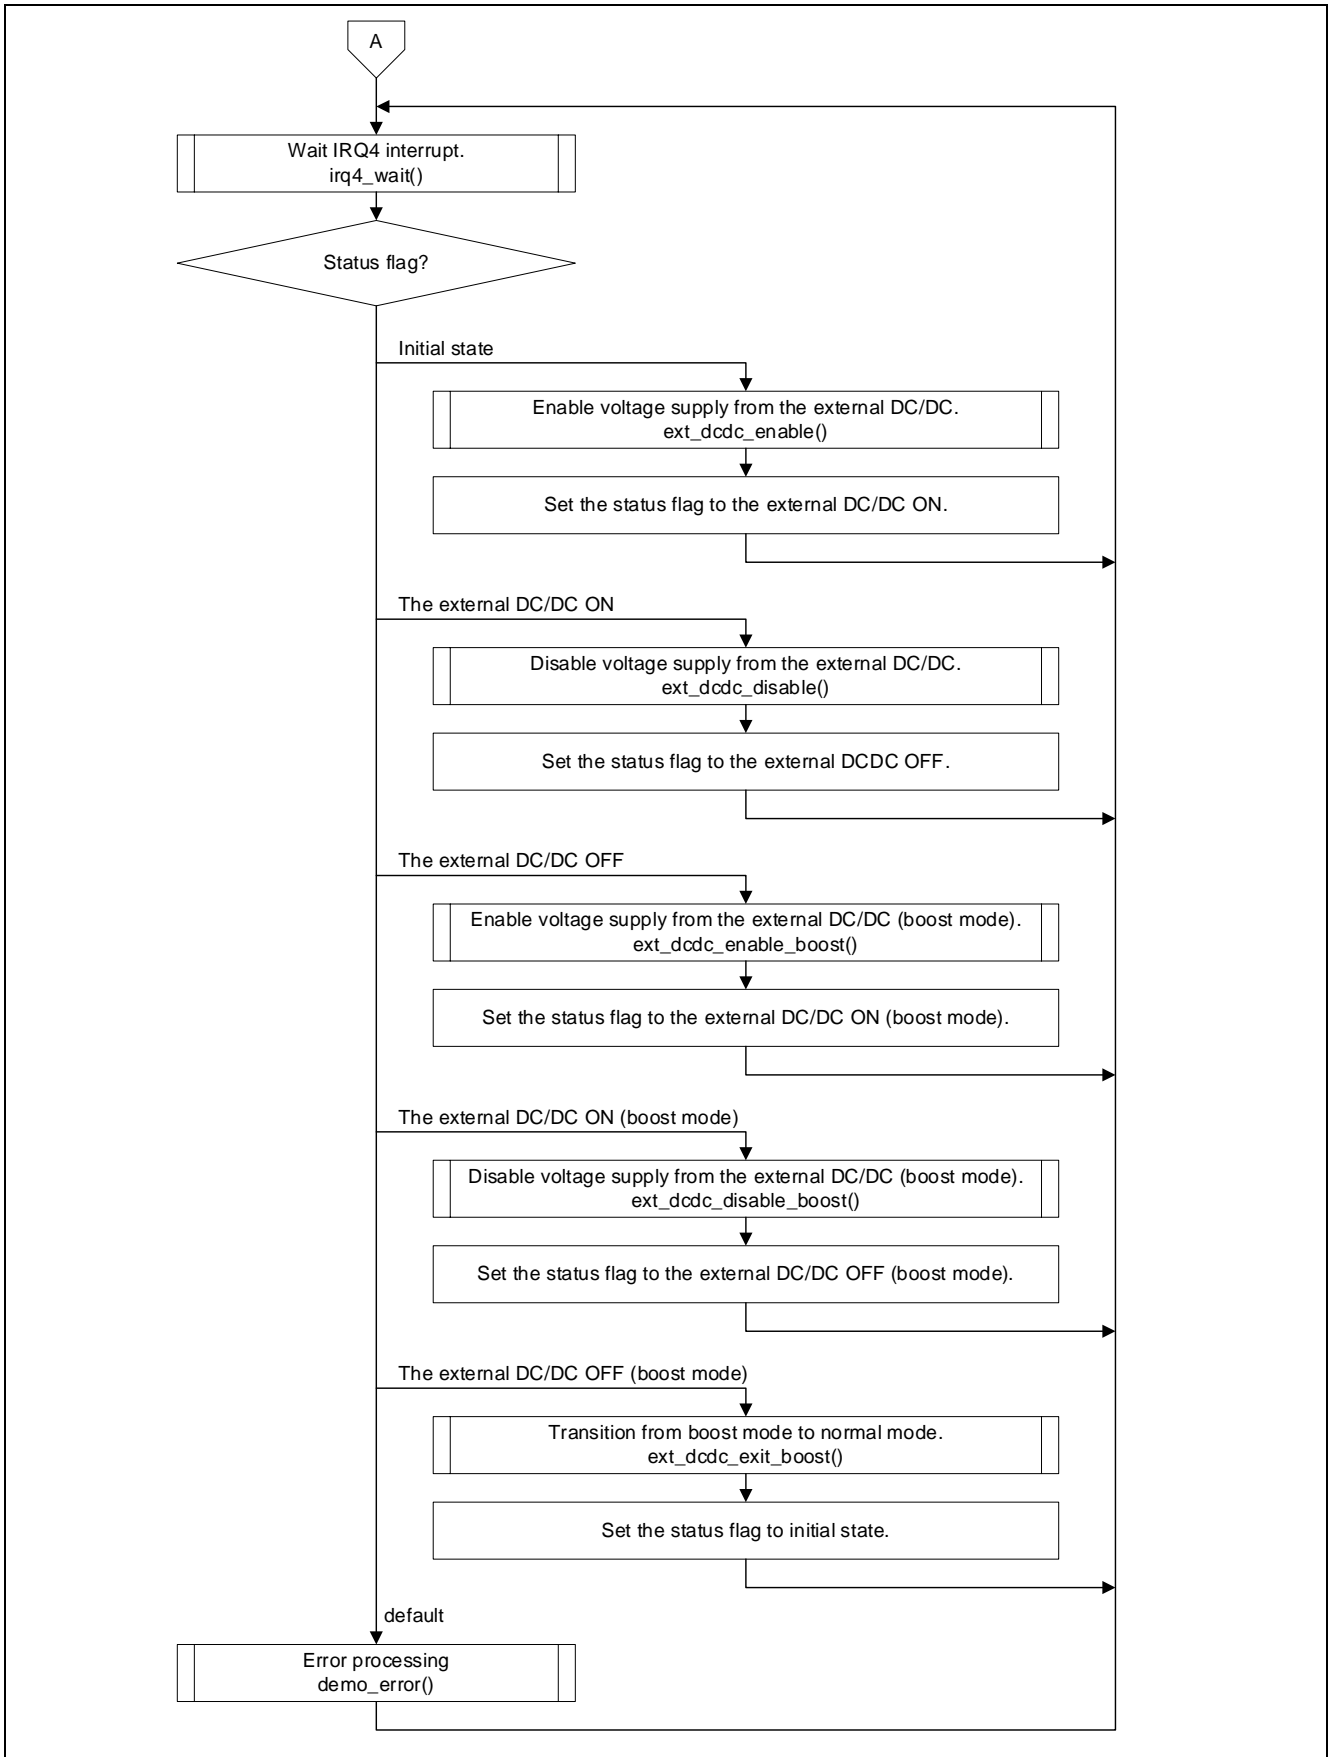 A
Wait IRQ4 interrupt.
irq4_wait()
Status flag?
Initial state
Enable voltage supply from the external DC/DC.
ext_dcdc_enable()
Set the status flag to the external DC/DC ON.
The external DC/DC ON
Disable voltage supply from the external DC/DC.
ext_dcdc_disable()
Set the status flag to the external DCDC OFF.
The external DC/DC OFF
Enable voltage supply from the external DC/DC (boost mode).
ext_dcdc_enable_boost()
Set the status flag to the external DC/DC ON (boost mode).
The external DC/DC ON (boost mode)
Disable voltage supply from the external DC/DC (boost mode).
ext_dcdc_disable_boost()
Set the status flag to the external DC/DC OFF (boost mode).
The external DC/DC OFF (boost mode)
Transition from boost mode to normal mode.
ext_dcdc_exit_boost()
Set the status flag to initial state.
default
Error processing
demo_error()